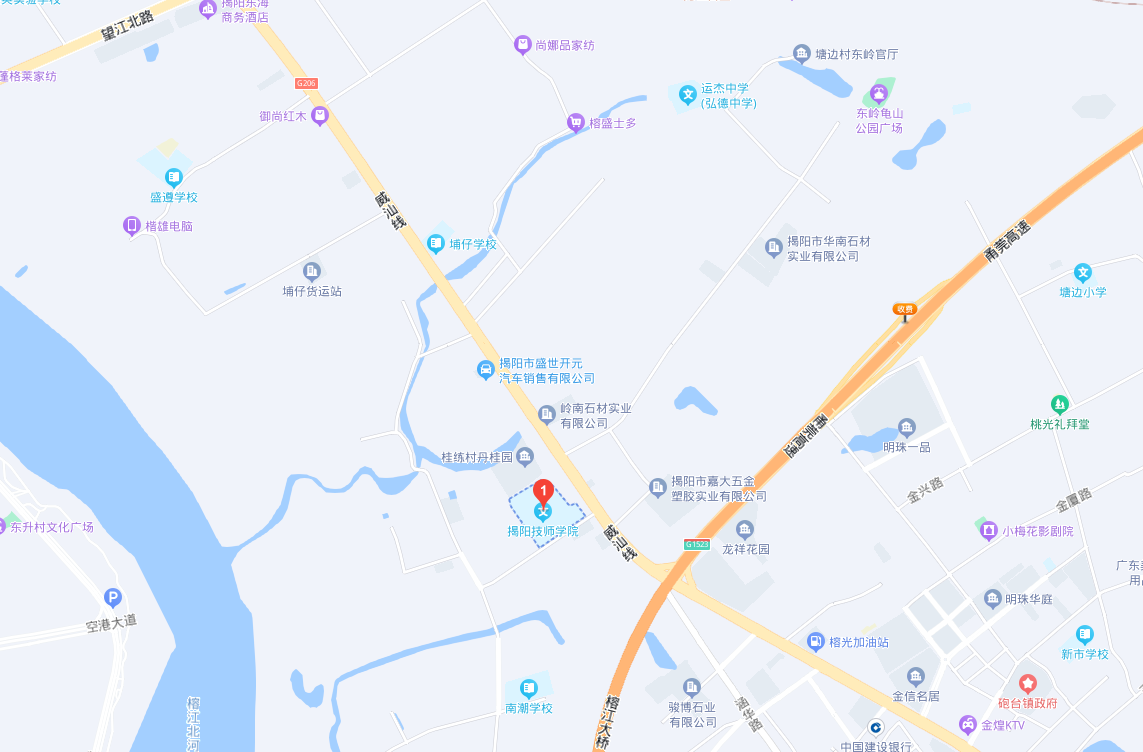 揭阳东海
商务酒店
望江北路
尚娜品家纺
塘边村东岭官厅
蓬格莱家纺
G206
运杰中学
(弘德中学)
御尚红木
榕盛士多
东岭龟山
公园广场
盛遵学校
威汕线
楷雄电脑
埔仔学校
揭阳市华南石材
实业有限公司
甬莞高速
埔仔货运站
塘边小学
收费
揭阳市盛世开元
汽车销售有限公司
岭南石材实业
有限公司
桃光礼拜堂
甬莞高速
明珠一品
桂练村丹桂园
揭阳市嘉大五金
塑胶实业有限公司
金兴路
金厦路
1
揭阳技师学院
东升村文化广场
威汕线
G1523
龙祥花园
小梅花影剧院
广东
用
P
空港大道
明珠华庭
榕光加油站
新市学校
金信名居
砲台镇政府
南潮学校
骏博石业
有限公司
涵华路
榕江大桥
榕江北河
金煌KTV
中国建设银行